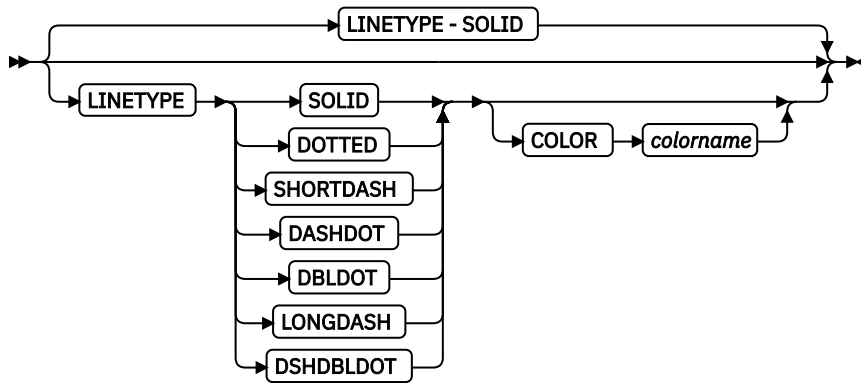 LINETYPE - SOLID
LINETYPE
SOLID
DOTTED
COLOR colorname
SHORTDASH
DASHDOT
DBLDOT
LONGDASH
DSHDBLDOT